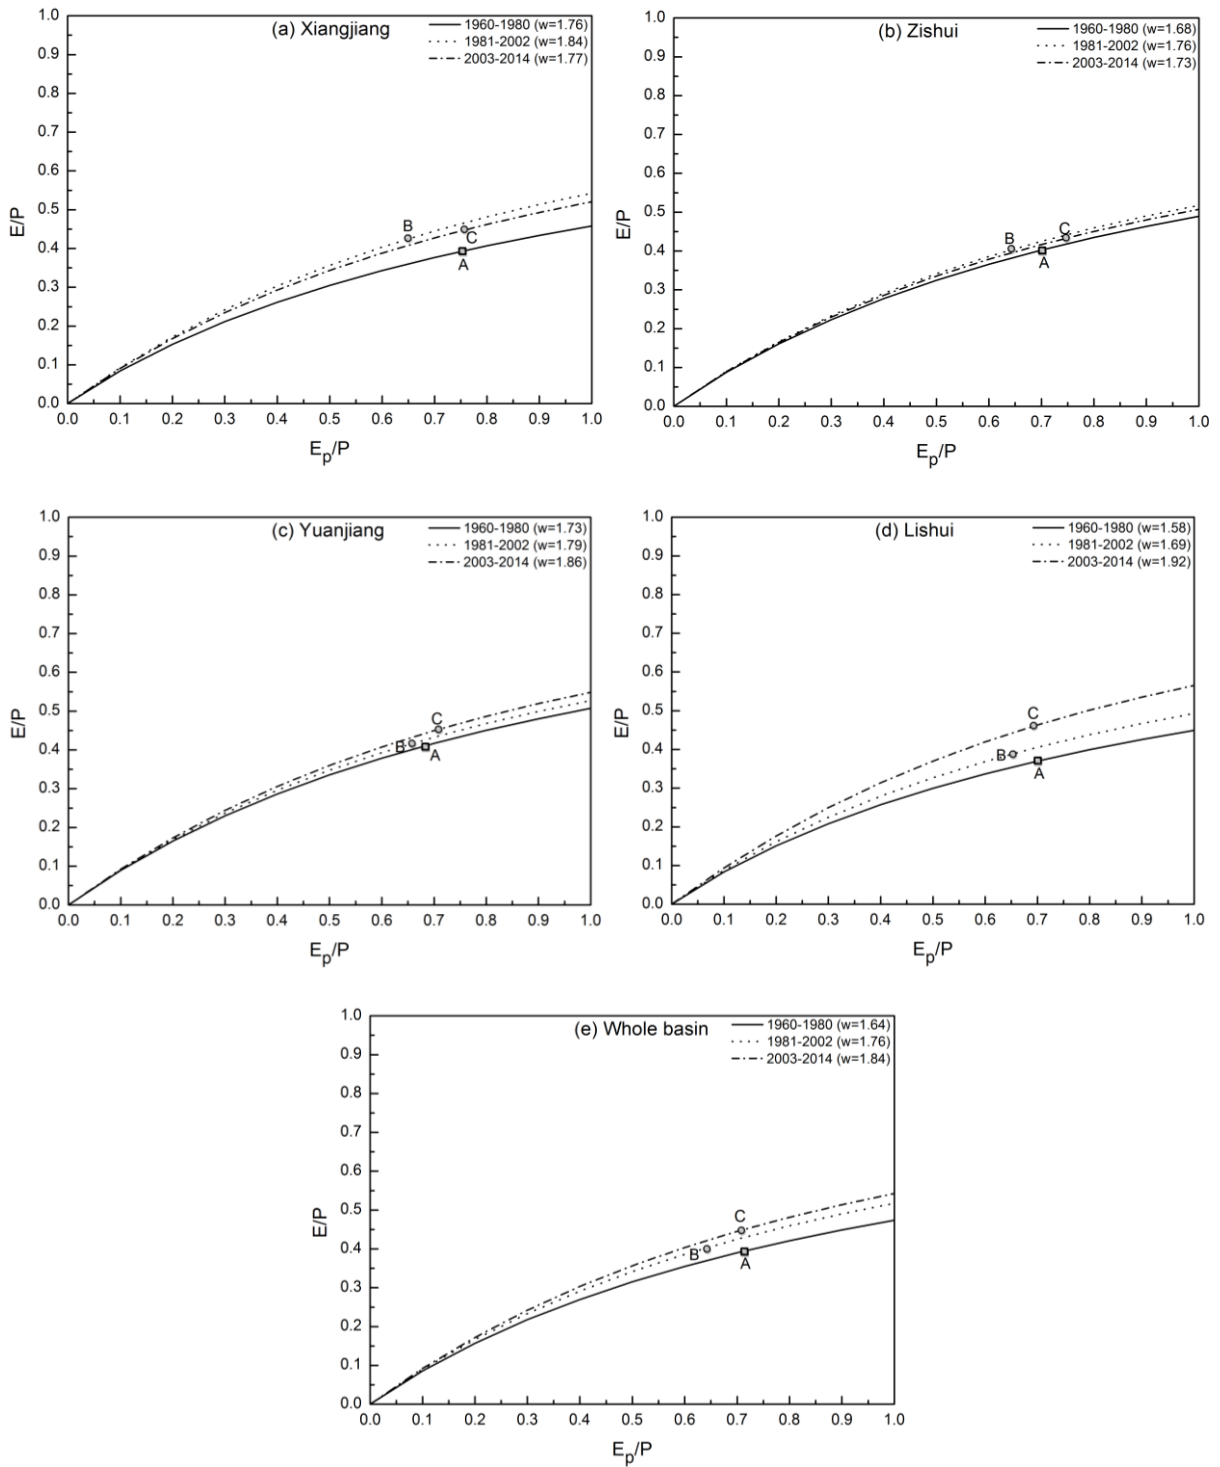 (a) Xiangjiang
1960-1980 (w=1.76)
1981-2002 (w=1.84)
2003-2014 (w=1.77)
1.0
0.9
0.8
0.7
0.6
0.5
0.4
0.3
0.2
0.1
0.0
E/P
B
C
A
0.0 0.1 0.2 0.3 0.4 0.5 0.6 0.7 0.8 0.9 1.0
Ep/P
(b) Zishui
1960-1980 (w=1.68)
1981-2002 (w=1.76)
2003-2014 (w=1.73)
1.0
0.9
0.8
0.7
0.6
0.5
0.4
0.3
0.2
0.1
0.0
E/P
B
C
A
0.0 0.1 0.2 0.3 0.4 0.5 0.6 0.7 0.8 0.9 1.0
Ep/P
(c) Yuanjiang
1960-1980 (w=1.73)
1981-2002 (w=1.79)
2003-2014 (w=1.86)
1.0
0.9
0.8
0.7
0.6
0.5
0.4
0.3
0.2
0.1
0.0
E/P
C
B
A
0.0 0.1 0.2 0.3 0.4 0.5 0.6 0.7 0.8 0.9 1.0
Ep/P
(d) Lishui
1960-1980 (w=1.58)
1981-2002 (w=1.69)
2003-2014 (w=1.92)
1.0
0.9
0.8
0.7
0.6
0.5
0.4
0.3
0.2
0.1
0.0
E/P
C
B
A
0.0 0.1 0.2 0.3 0.4 0.5 0.6 0.7 0.8 0.9 1.0
Ep/P
(e) Whole basin
1960-1980 (w=1.64)
1981-2002 (w=1.76)
2003-2014 (w=1.84)
1.0
0.9
0.8
0.7
0.6
0.5
0.4
0.3
0.2
0.1
0.0
E/P
C
B
A
0.0 0.1 0.2 0.3 0.4 0.5 0.6 0.7 0.8 0.9 1.0
Ep/P